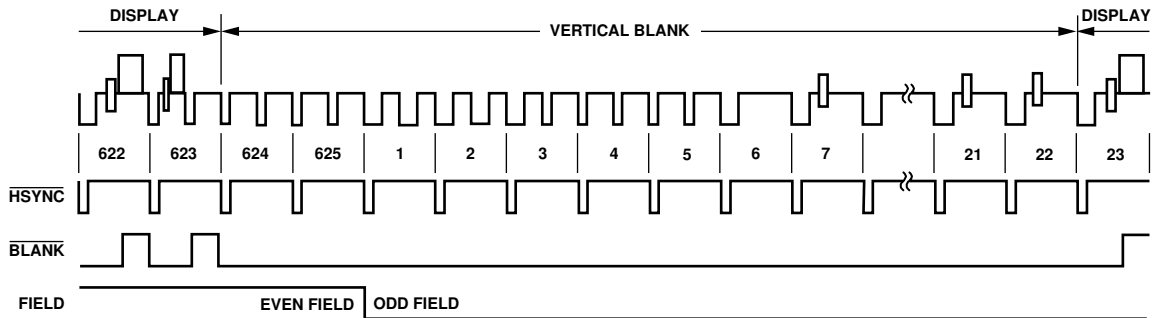 DISPLAY DISPLAY
VERTICAL BLANK
622 623 624 625 1 2 3 4 5 6 7 21 22 23
HSYNC
BLANK
FIELD EVEN FIELD ODD FIELD